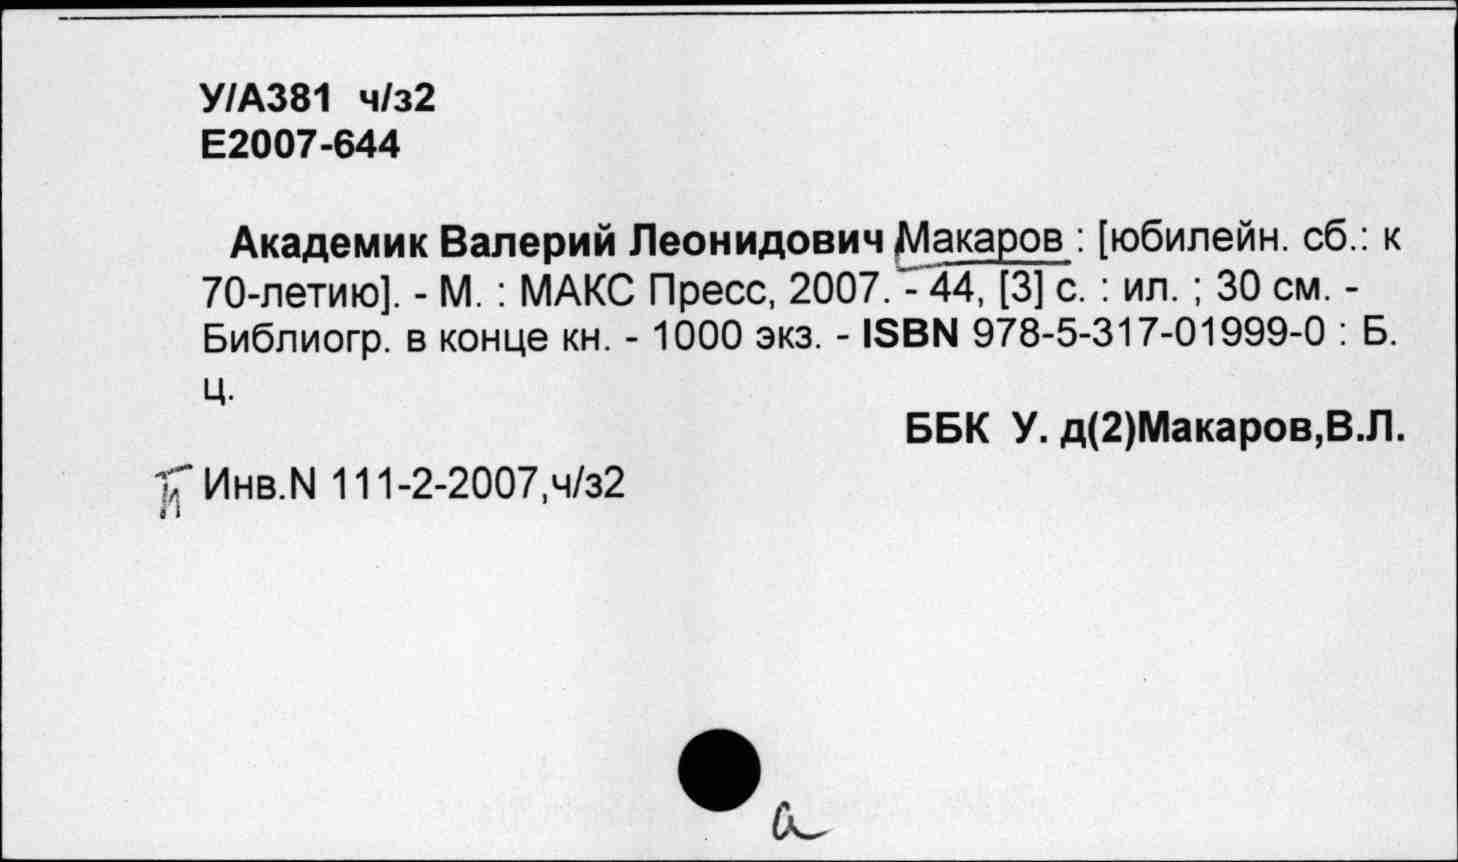 У/А381 ч/з2
Е2007-644
Академик Валерий Леонидович Макаров : [юбилейн. сб.: к
70-летию]. - М. : МАКС Пресс, 2007. - 44, [3] с. : ил. ; 30 см. -
Библиогр. в конце кн. - 1000 экз. - ISBN 978-5-317-01999-0 : Б.
ц.
ББК У. д(2)Макаров,В.Л.
Инв.N 111-2-2007,ч/з2
а